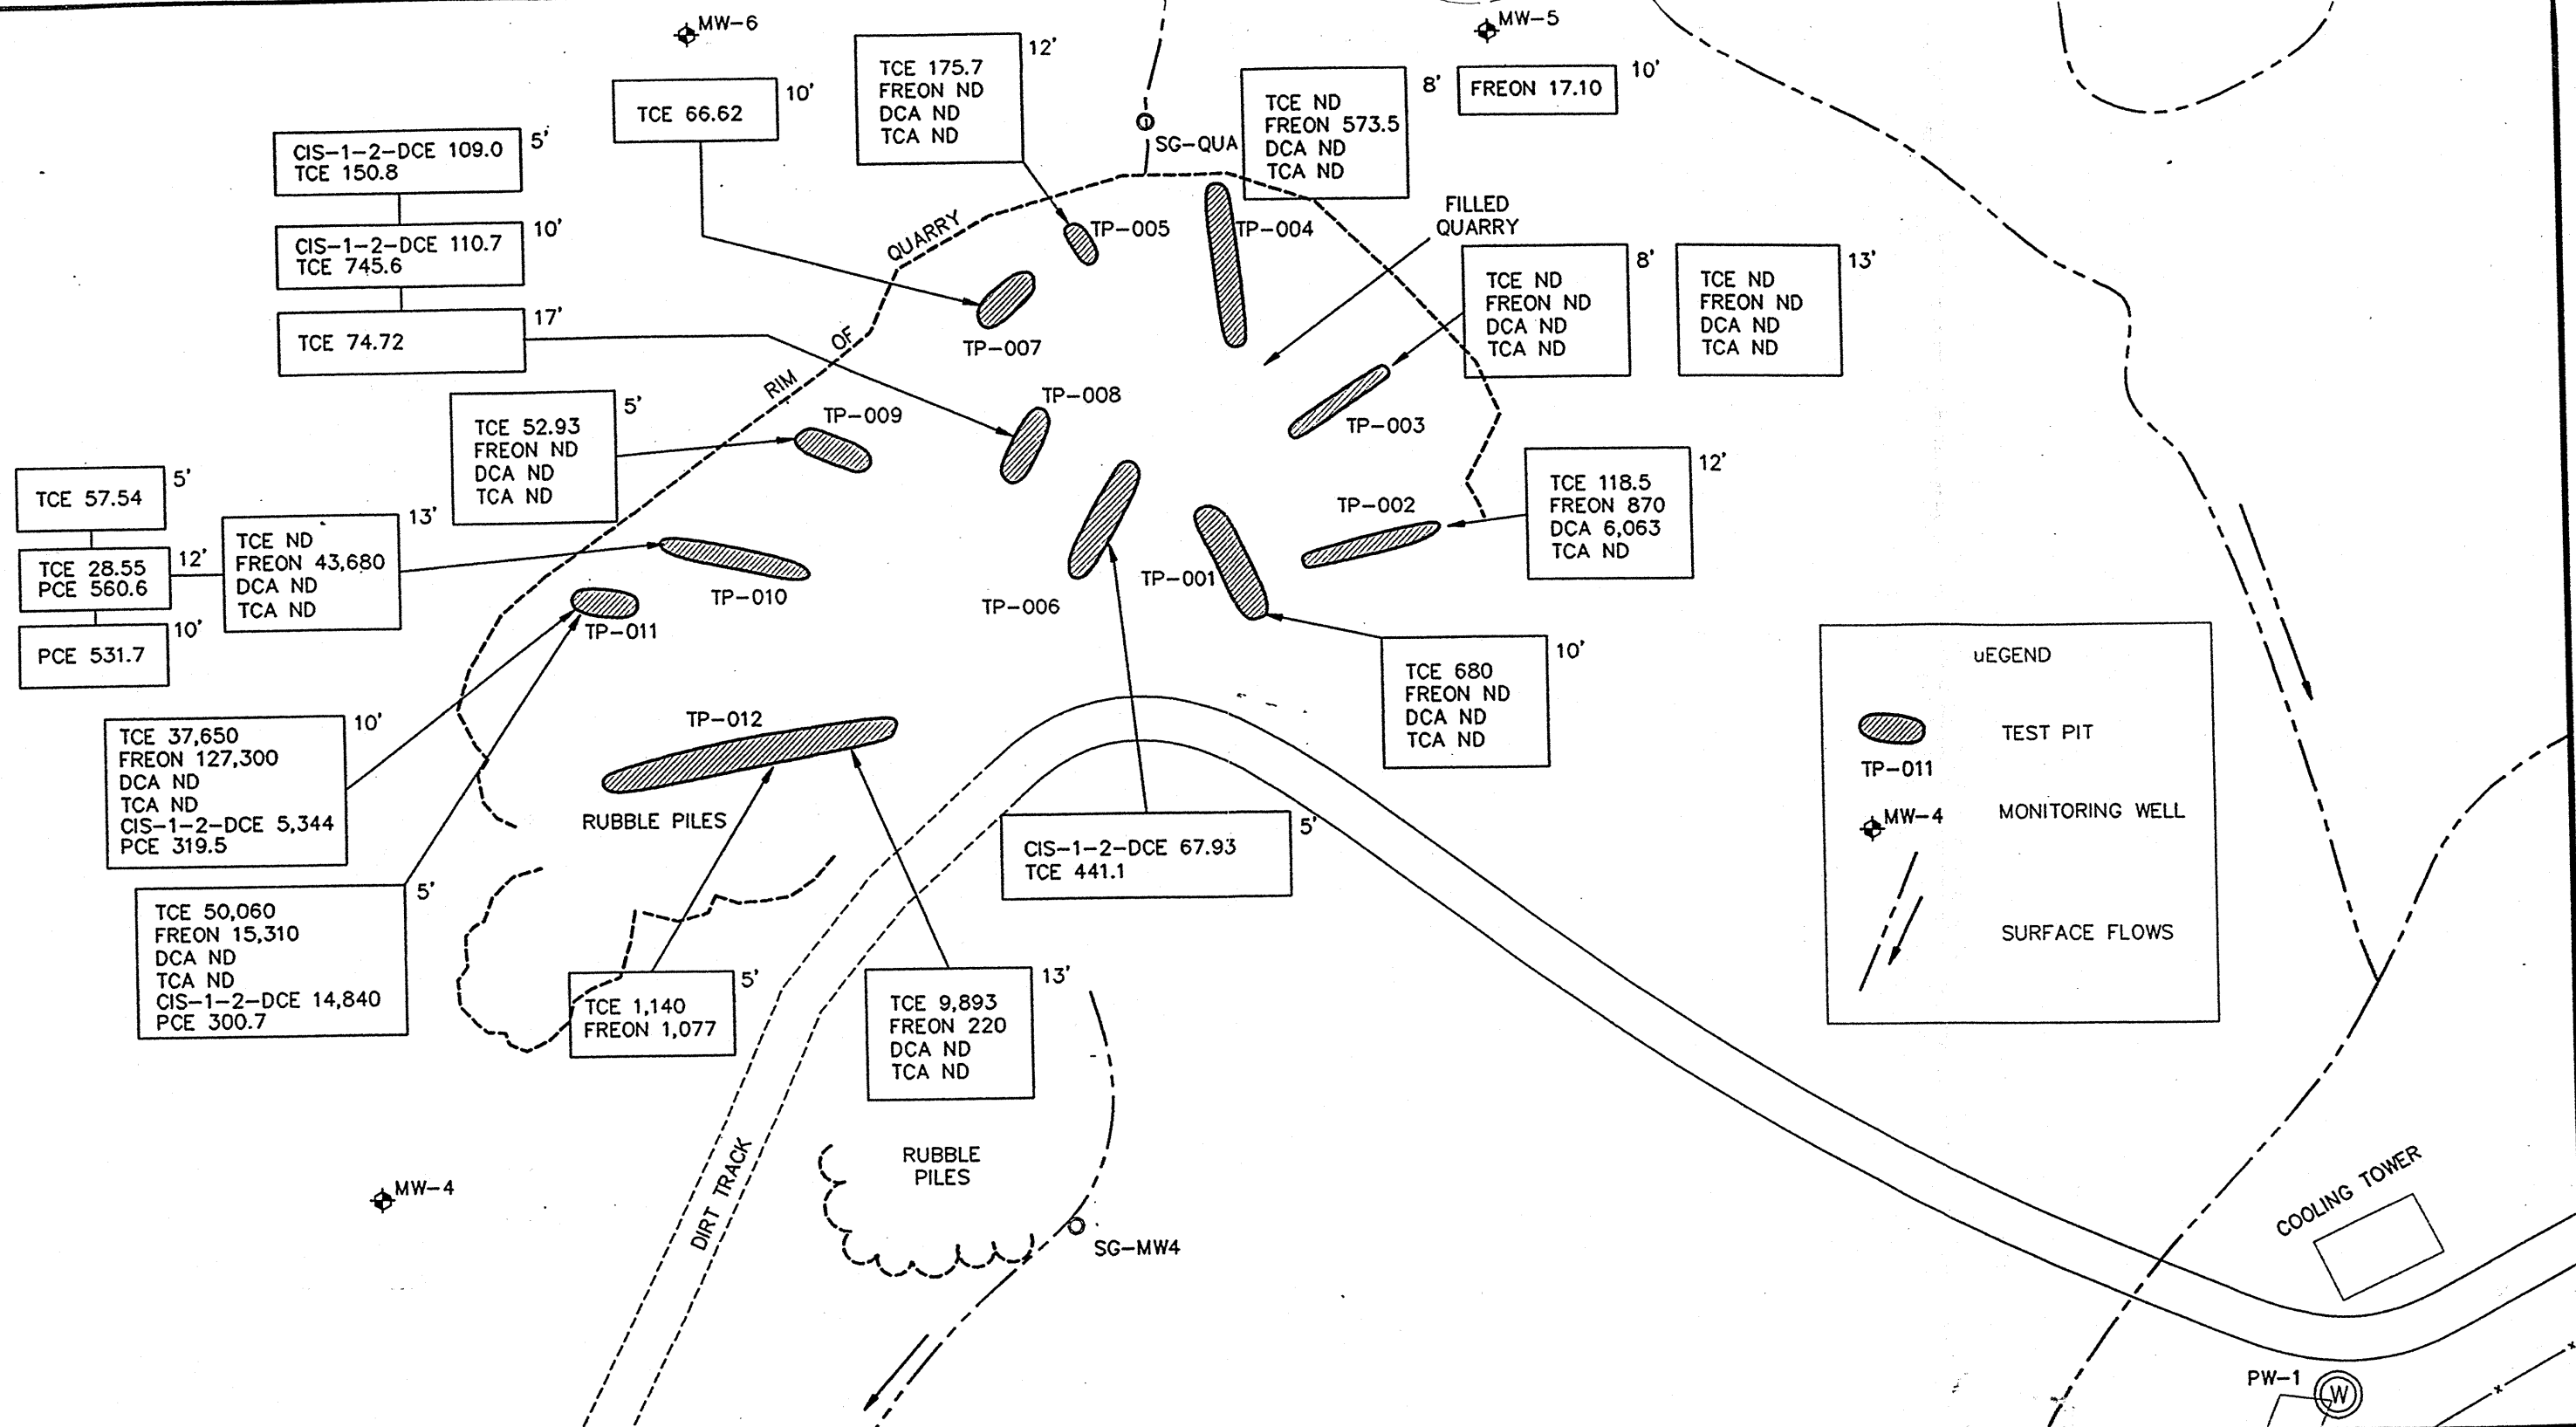 MW-6
MW-5
TCE 66.62
10'
TCE 175.7
FREON ND
DCA ND
TCA ND
12'
SG-QUA
TCE ND
FREON 573.5
DCA ND
TCA ND
8'
FREON 17.10
10'
CIS-1-2-DCE 109.0
TCE 150.8
5'
CIS-1-2-DCE 110.7
TCE 745.6
10'
TCE 74.72
17'
RIM OF QUARRY
TP-005
TP-004
FILLED
QUARRY
TP-007
TCE ND
FREON ND
DCA ND
TCA ND
8'
TCE ND
FREON ND
DCA ND
TCA ND
13'
TP-008
TP-009
TP-003
TCE 52.93
FREON ND
DCA ND
TCA ND
5'
TCE 57.54
5'
TCE 28.55
PCE 560.6
12'
PCE 531.7
10'
TCE ND
FREON 43,680
DCA ND
TCA ND
13'
TP-002
TCE 118.5
FREON 870
DCA 6,063
TCA ND
12'
TP-001
TP-006
TP-010
TP-011
TCE 680
FREON ND
DCA ND
TCA ND
10'
TCE 37,650
FREON 127,300
DCA ND
TCA ND
CIS-1-2-DCE 5,344
PCE 319.5
10'
TP-012
RUBBLE PILES
CIS-1-2-DCE 67.93
TCE 441.1
5'
TCE 50,060
FREON 15,310
DCA ND
TCA ND
CIS-1-2-DCE 14,840
PCE 300.7
5'
TCE 1,140
FREON 1,077
5'
TCE 9,893
FREON 220
DCA ND
TCA ND
13'
uEGEND
TEST PIT
TP-011
MW-4
MONITORING WELL
SURFACE FLOWS
RUBBLE
PILES
DIRT TRACK
MW-4
SG-MW4
COOLING TOWER
PW-1
W